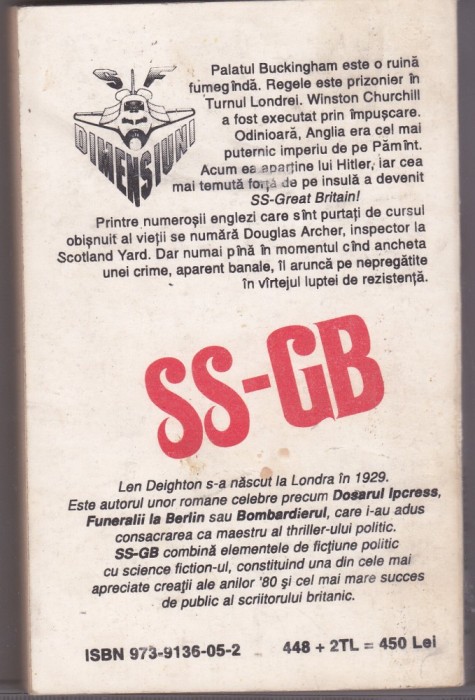 SF
DIMENSIUNI
Palatul Buckingham este o ruină
fumegîndă. Regele este prizonier în
Turnul Londrei. Winston Churchill
a fost executat prin împușcare.
Odinioară, Anglia era cel mai
puternic imperiu de pe Pămînt.
Acum ea aparține lui Hitler, iar cea
mai temută forță de pe insulă a devenit
SS-Great Britain!
Printre numeroșii englezi care sînt purtați de cursul
obișnuit al vieții se numără Douglas Archer, inspector la
Scotland Yard. Dar numai pînă în momentul cînd ancheta
unei crime, aparent banale, îl aruncă pe nepregătite
în vîrtejul luptei de rezistență.
SS-GB
Len Deighton s-a născut la Londra în 1929.
Este autorul unor romane celebre precum Dosarul Ipcress,
Funeralii la Berlin sau Bombardierul, care i-au adus
consacrarea ca maestru al thriller-ului politic.
SS-GB combină elementele de ficțiune politic
cu science fiction-ul, constituind una din cele mai
apreciate creații ale anilor '80 și cel mai mare succes
de public al scriitorului britanic.
ISBN 973-9136-05-2 448 + 2TL = 450 Lei